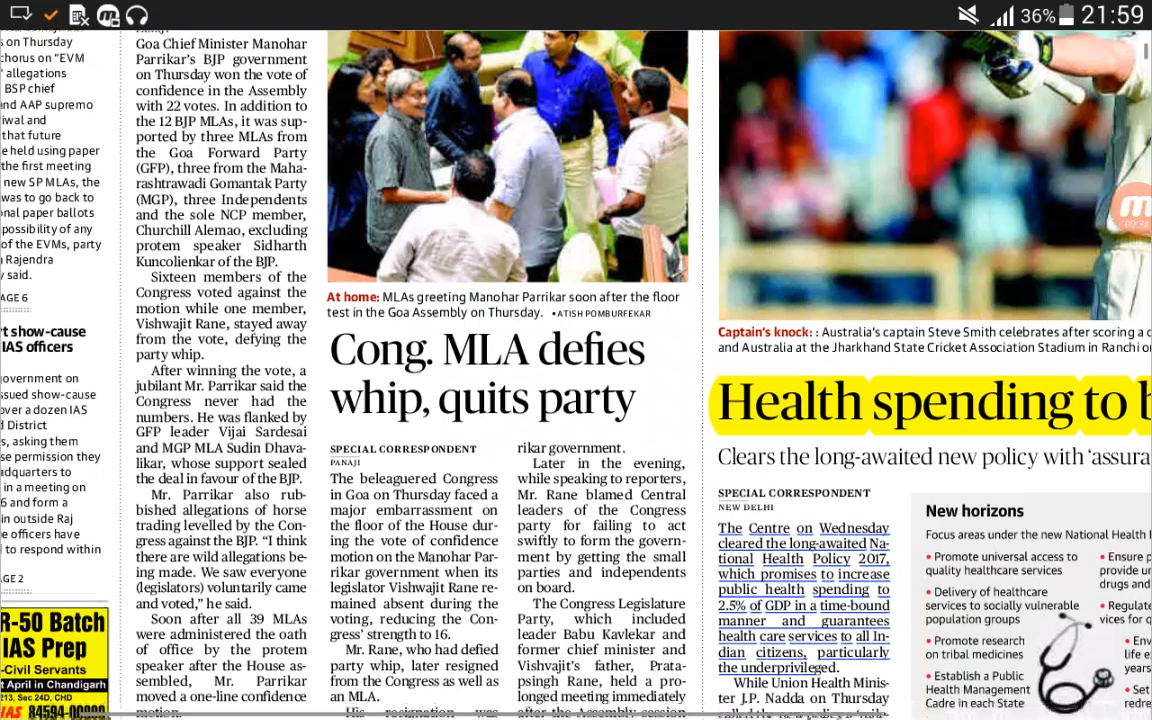 36% 21:59
s on Thursday
chorus on “EVM
’ allegations
BSP chief
nd AAP supremo
iwal and
that future
e held using paper
the first meeting
new SP MLAs, the
was to go back to
onal paper ballots
possibility of any
of the EVMs, party
Rajendra
y said.
AGE 6
t show-cause
IAS officers
government on
ssued show-cause
over a dozen IAS
d District
s, asking them
se permission they
adquarters to
in a meeting on
6 and form a
in outside Raj
e officers have
l to respond within
AGE 2
R-50 Batch
IAS Prep
-Civil Servants
t April in Chandigarh
213, Sec 24D, CHD
IAS 84594-00000
Goa Chief Minister Manohar
Parrikar’s BJP government
on Thursday won the vote of
confidence in the Assembly
with 22 votes. In addition to
the 12 BJP MLAs, it was sup-
ported by three MLAs from
the Goa Forward Party
(GFP), three from the Maha-
rashtrawadi Gomantak Party
(MGP), three Independents
and the sole NCP member,
Churchill Alemao, excluding
protem speaker Sidharth
Kuncolienkar of the BJP.
Sixteen members of the
Congress voted against the
motion while one member,
Vishwajit Rane, stayed away
from the vote, defying the
party whip.
After winning the vote, a
jubilant Mr. Parrikar said the
Congress never had the
numbers. He was flanked by
GFP leader Vijai Sardesai
and MGP MLA Sudin Dhava-
likar, whose support sealed
the deal in favour of the BJP.
Mr. Parrikar also rub-
bished allegations of horse
trading levelled by the Con-
gress against the BJP. “I think
there are wild allegations be-
ing made. We saw everyone
(legislators) voluntarily came
and voted,” he said.
Soon after all 39 MLAs
were administered the oath
of office by the protem
speaker after the House as-
sembled, Mr. Parrikar
moved a one-line confidence
motion.
At home: MLAs greeting Manohar Parrikar soon after the floor
test in the Goa Assembly on Thursday. •ATISH POMBURFEKAR
Cong. MLA defies
whip, quits party
SPECIAL CORRESPONDENT
PANAJI
The beleaguered Congress
in Goa on Thursday faced a
major embarrassment on
the floor of the House dur-
ing the vote of confidence
motion on the Manohar Par-
rikar government when its
legislator Vishwajit Rane re-
mained absent during the
voting, reducing the Con-
gress’ strength to 16.
Mr. Rane, who had defied
party whip, later resigned
from the Congress as well as
an MLA.
His resignation was
rikar government.
Later in the evening,
while speaking to reporters,
Mr. Rane blamed Central
leaders of the Congress
party for failing to act
swiftly to form the govern-
ment by getting the small
parties and independents
on board.
The Congress Legislature
Party, which included
leader Babu Kavlekar and
former chief minister and
Vishwajit’s father, Prata-
psingh Rane, held a pro-
longed meeting immediately
after the Assembly session
Captain’s knock: : Australia’s captain Steve Smith celebrates after scoring a c
and Australia at the Jharkhand State Cricket Association Stadium in Ranchi o
Health spending to b
Clears the long-awaited new policy with ‘assura
SPECIAL CORRESPONDENT
NEW DELHI
The Centre on Wednesday
cleared the long-awaited Na-
tional Health Policy 2017,
which promises to increase
public health spending to
2.5% of GDP in a time-bound
manner and guarantees
health care services to all In-
dian citizens, particularly
the underprivileged.
While Union Health Minis-
ter J.P. Nadda on Thursday
New horizons
Focus areas under the new National Health
• Promote universal access to
quality healthcare services
• Delivery of healthcare
services to socially vulnerable
population groups
• Promote research
on tribal medicines
• Establish a Public
Health Management
Cadre in each State
• Ensure p
provide u
drugs and
• Regulate
vices for q
• Env
life e
years
• Set
redre